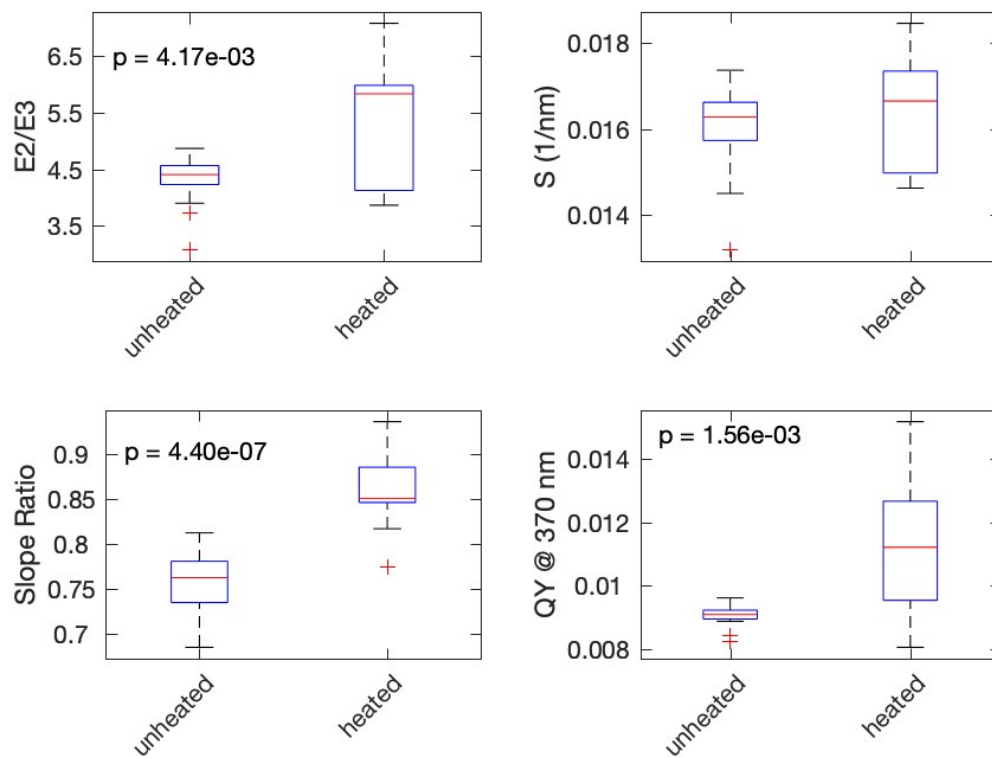 p = 4.17e-03
E2/E3
6.5
5.5
4.5
3.5
unheated
heated
S (1/nm)
0.018
0.016
0.014
unheated
heated
p = 4.40e-07
Slope Ratio
0.9
0.85
0.8
0.75
0.7
unheated
heated
p = 1.56e-03
QY @ 370 nm
0.014
0.012
0.01
0.008
unheated
heated